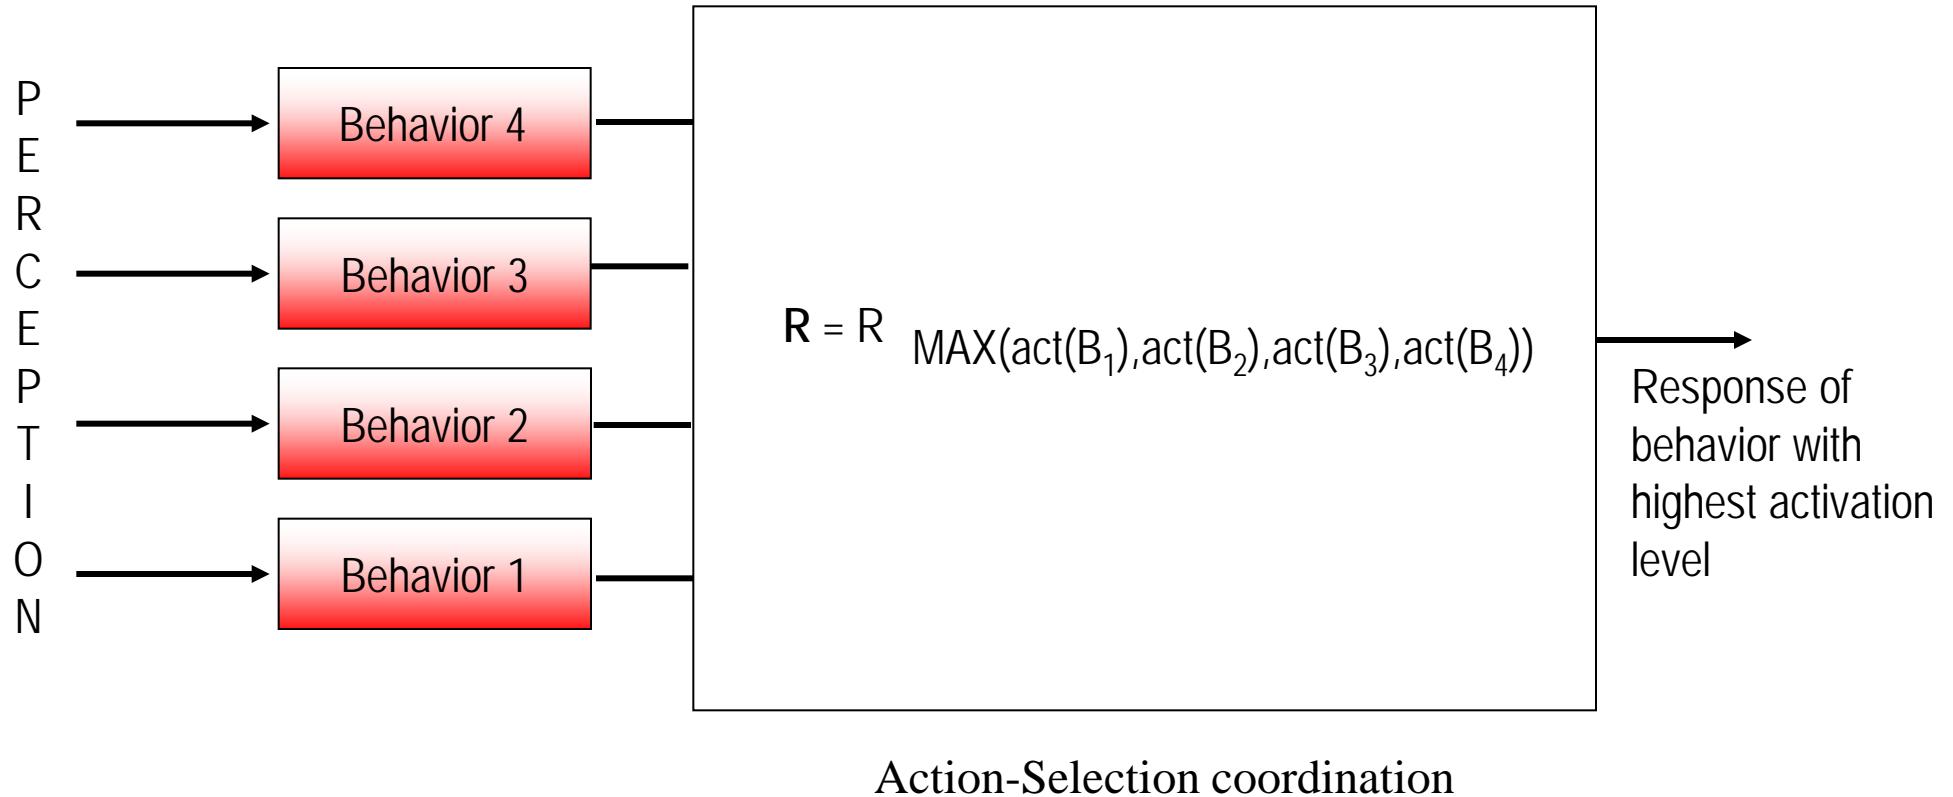 PERCEPTION
Behavior 4
Behavior 3
Behavior 2
Behavior 1
R = R MAX(act(B₁),act(B₂),act(B₃),act(B₄))
Response of
behavior with
highest activation
level
Action-Selection coordination